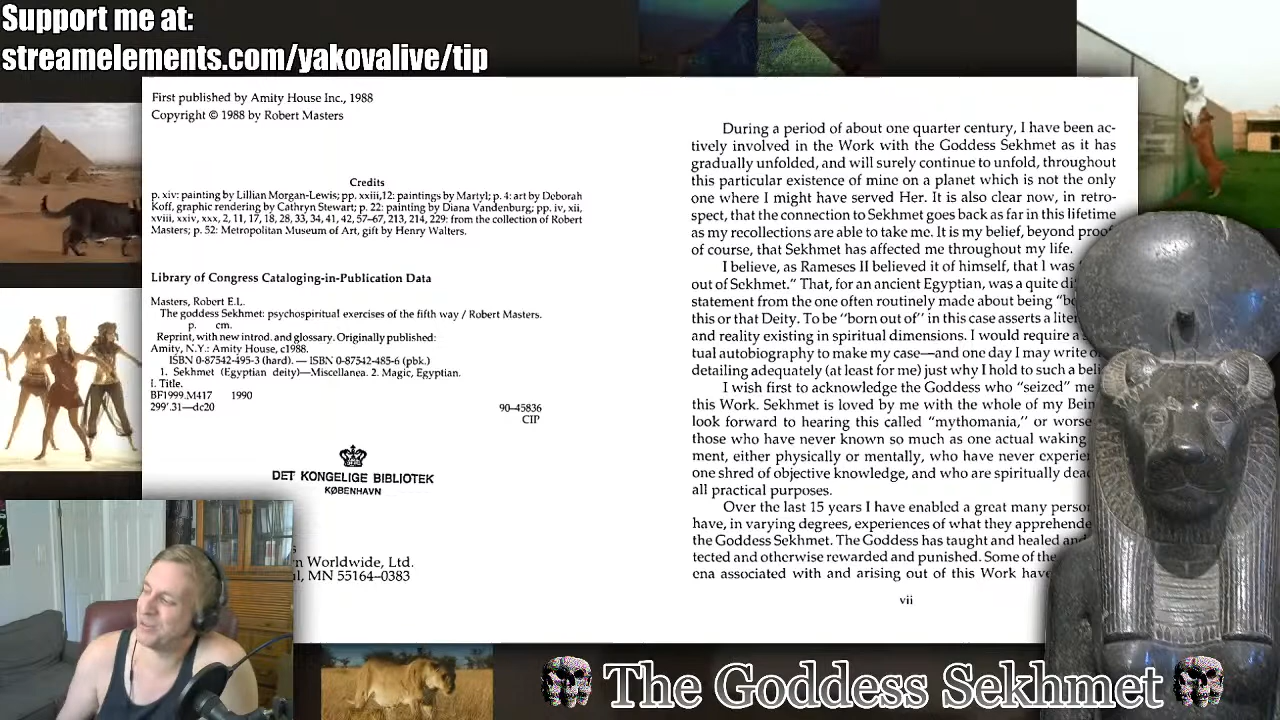 Support me at:
streamelements.com/yakovalive/tip
First published by Amity House Inc., 1988
Copyright © 1988 by Robert Masters
Credits
p. xiv: painting by Lillian Morgan-Lewis; pp. xxiii,12: paintings by Martyl; p. 4: art by Deborah
Koff, graphic rendering by Cathryn Stewart; p. 22: painting by Diana Vandenburg; pp. iv, xii,
xviii, xxiv, xxx, 2, 11, 17, 18, 28, 33, 34, 41, 42, 57–67, 213, 214, 229: from the collection of Robert
Masters; p. 52: Metropolitan Museum of Art, gift by Henry Walters.
Library of Congress Cataloging-in-Publication Data
Masters, Robert E.L.
The goddess Sekhmet: psychospiritual exercises of the fifth way / Robert Masters.
p. cm.
Reprint, with new introd. and glossary. Originally published:
Amity, N.Y.: Amity House, c1988.
ISBN 0-87542-495-3 (hard). — ISBN 0-87542-485-6 (pbk.)
1. Sekhmet (Egyptian deity)—Miscellanea. 2. Magic, Egyptian.
I. Title.
BF1999.M417 1990
299'.31—dc20 90–45836
CIP
DET KONGELIGE BIBLIOTEK
KØBENHAVN
n Worldwide, Ltd.
l, MN 55164–0383
During a period of about one quarter century, I have been ac-
tively involved in the Work with the Goddess Sekhmet as it has
gradually unfolded, and will surely continue to unfold, throughout
this particular existence of mine on a planet which is not the only
one where I might have served Her. It is also clear now, in retro-
spect, that the connection to Sekhmet goes back as far in this lifetime
as my recollections are able to take me. It is my belief, beyond proof
of course, that Sekhmet has affected me throughout my life.
I believe, as Rameses II believed it of himself, that I was
out of Sekhmet." That, for an ancient Egyptian, was a quite
statement from the one often routinely made about being
this or that Deity. To be "born out of" in this case asserts a
and reality existing in spiritual dimensions. I would require a
tual autobiography to make my case—and one day I may write
detailing adequately (at least for me) just why I hold to such a
I wish first to acknowledge the Goddess who "seized" me
this Work. Sekhmet is loved by me with the whole of my
look forward to hearing this called "mythomania," or worse
those who have never known so much as one actual waking
ment, either physically or mentally, who have never
one shred of objective knowledge, and who are spiritually
all practical purposes.
Over the last 15 years I have enabled a great many
have, in varying degrees, experiences of what they
the Goddess Sekhmet. The Goddess has taught and healed
tected and otherwise rewarded and punished. Some of the
ena associated with and arising out of this Work have
vii
The Goddess Sekhmet